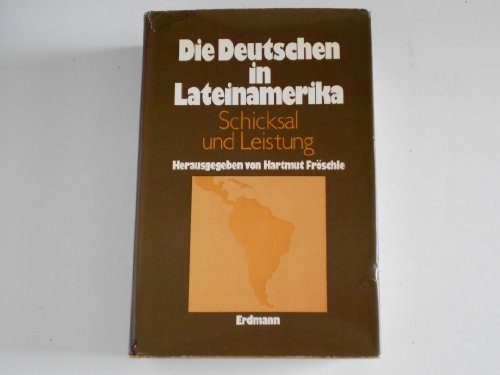 Die Deutschen
in
Lateinamerika
Schicksal
und Leistung
Herausgegeben von Hartmut Fröschle
Erdmann